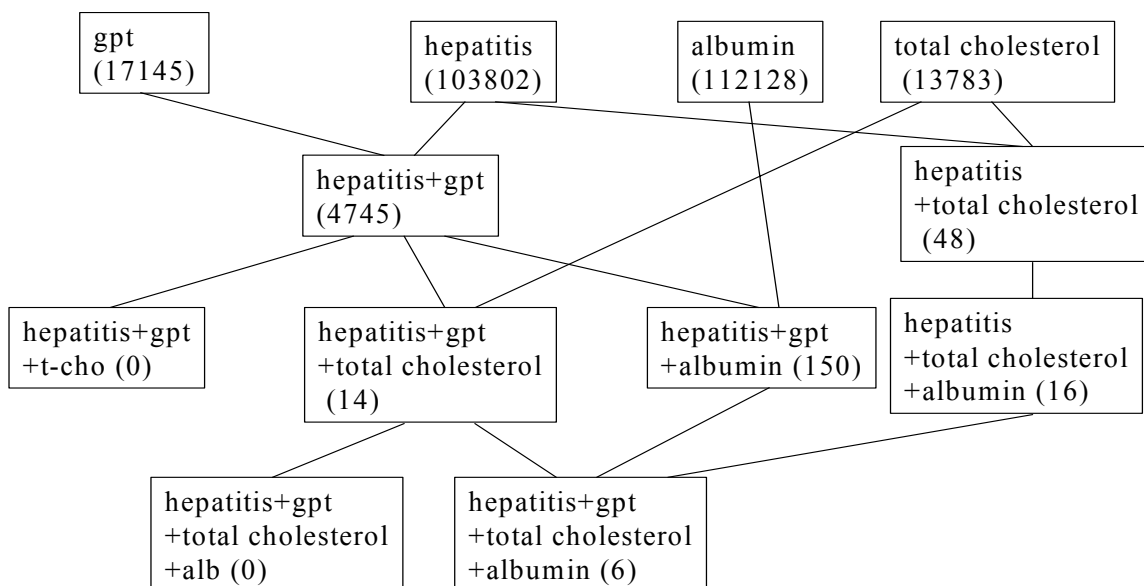 gpt
(17145)
hepatitis
(103802)
albumin
(112128)
total cholesterol
(13783)
hepatitis+gpt
(4745)
hepatitis
+total cholesterol
(48)
hepatitis+gpt
+t-cho (0)
hepatitis+gpt
+total cholesterol
(14)
hepatitis+gpt
+albumin (150)
hepatitis
+total cholesterol
+albumin (16)
hepatitis+gpt
+total cholesterol
+alb (0)
hepatitis+gpt
+total cholesterol
+albumin (6)